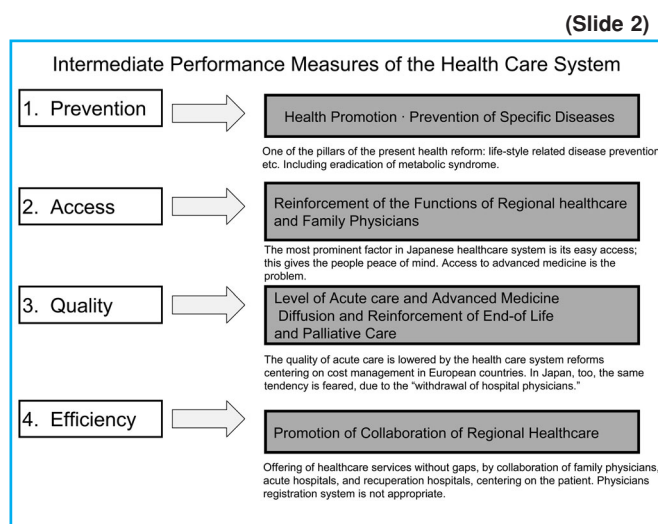 (Slide 2)
Intermediate Performance Measures of the Health Care System
1. Prevention
Health Promotion · Prevention of Specific Diseases
One of the pillars of the present health reform: life-style related disease prevention
etc. Including eradication of metabolic syndrome.
2. Access
Reinforcement of the Functions of Regional healthcare
and Family Physicians
The most prominent factor in Japanese healthcare system is its easy access;
this gives the people peace of mind. Access to advanced medicine is the
problem.
3. Quality
Level of Acute care and Advanced Medicine
Diffusion and Reinforcement of End-of Life
and Palliative Care
The quality of acute care is lowered by the health care system reforms
centering on cost management in European countries. In Japan, too, the same
tendency is feared, due to the “withdrawal of hospital physicians.”
4. Efficiency
Promotion of Collaboration of Regional Healthcare
Offering of healthcare services without gaps, by collaboration of family physicians,
acute hospitals, and recuperation hospitals, centering on the patient. Physicians
registration system is not appropriate.